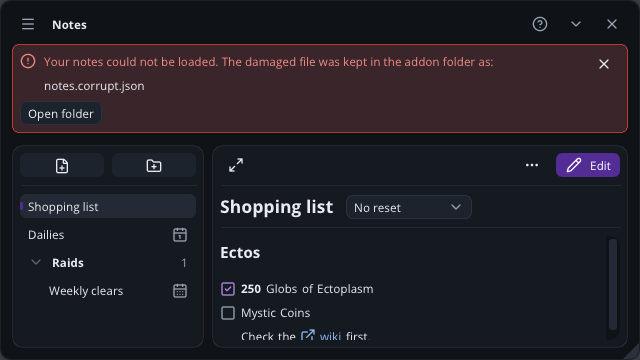 Notes
Your notes could not be loaded. The damaged file was kept in the addon folder as:
notes.corrupt.json
Open folder
Edit
Shopping list
Dailies
Raids 1
Weekly clears
Shopping list No reset
Ectos
250 Globs of Ectoplasm
Mystic Coins
Check the wiki first.